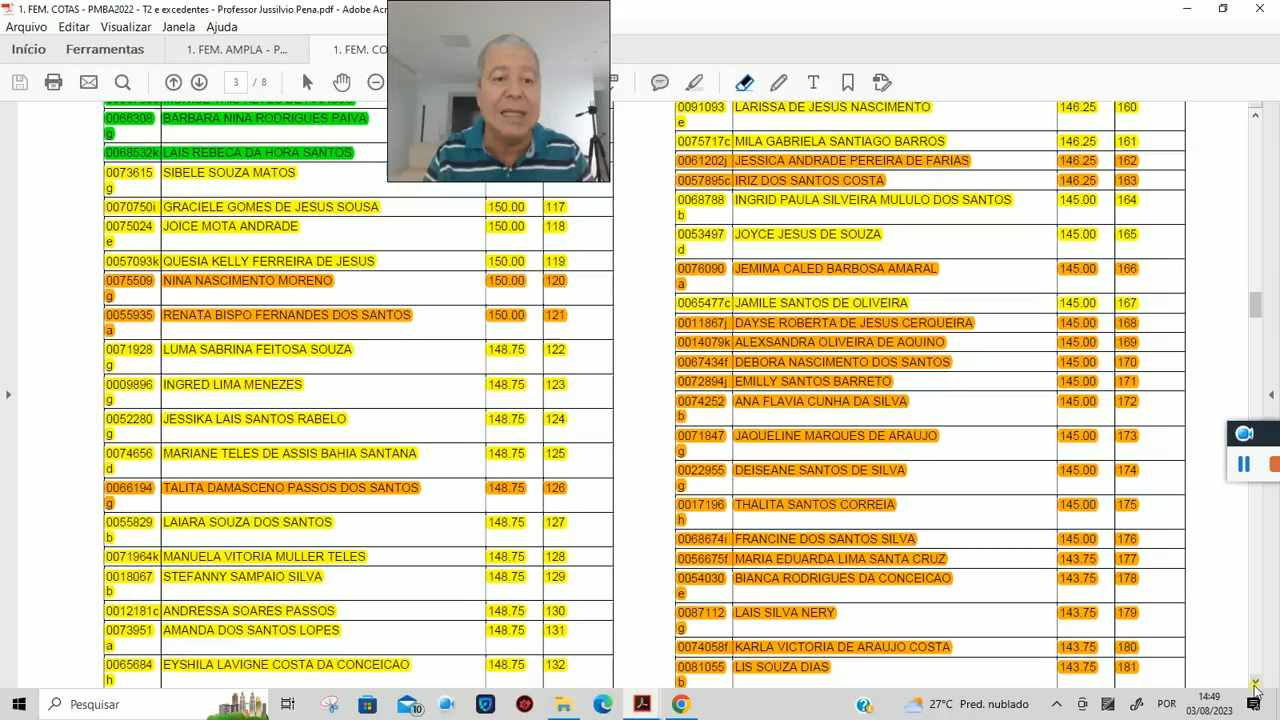 1. FEM. COTAS - PMBA2022 - T2 e excedentes - Professor Jussilvio Pena.pdf - Adobe Acr
Arquivo Editar Visualizar Janela Ajuda
Início Ferramentas 1. FEM. AMPLA - P... 1. FEM. CO
3 / 8
0066308 BARBARA NINA RODRIGUES PAIVA
g
0068532k LAIS REBECA DA HORA SANTOS
0073615 SIBELE SOUZA MATOS
g
0070750i GRACIELE GOMES DE JESUS SOUSA 150.00 117
0075024 JOICE MOTA ANDRADE 150.00 118
e
0057093k QUESIA KELLY FERREIRA DE JESUS 150.00 119
0075509 NINA NASCIMENTO MORENO 150.00 120
g
0055935 RENATA BISPO FERNANDES DOS SANTOS 150.00 121
a
0071928 LUMA SABRINA FEITOSA SOUZA 148.75 122
g
0009896 INGRED LIMA MENEZES 148.75 123
g
0052280 JESSIKA LAIS SANTOS RABELO 148.75 124
g
0074656 MARIANE TELES DE ASSIS BAHIA SANTANA 148.75 125
d
0066194 TALITA DAMASCENO PASSOS DOS SANTOS 148.75 126
g
0055829 LAIARA SOUZA DOS SANTOS 148.75 127
b
0071964k MANUELA VITORIA MULLER TELES 148.75 128
0018067 STEFANNY SAMPAIO SILVA 148.75 129
b
0012181c ANDRESSA SOARES PASSOS 148.75 130
0073951 AMANDA DOS SANTOS LOPES 148.75 131
a
0065684 EYSHILA LAVIGNE COSTA DA CONCEICAO 148.75 132
h
0091093 LARISSA DE JESUS NASCIMENTO 146.25 160
e
0075717c MILA GABRIELA SANTIAGO BARROS 146.25 161
0061202j JESSICA ANDRADE PEREIRA DE FARIAS 146.25 162
0057895c IRIZ DOS SANTOS COSTA 146.25 163
0068788 INGRID PAULA SILVEIRA MULULO DOS SANTOS 145.00 164
b
0053497 JOYCE JESUS DE SOUZA 145.00 165
d
0076090 JEMIMA CALED BARBOSA AMARAL 145.00 166
a
0065477c JAMILE SANTOS DE OLIVEIRA 145.00 167
0011867j DAYSE ROBERTA DE JESUS CERQUEIRA 145.00 168
0014079k ALEXSANDRA OLIVEIRA DE AQUINO 145.00 169
0067434f DEBORA NASCIMENTO DOS SANTOS 145.00 170
0072894j EMILLY SANTOS BARRETO 145.00 171
0074252 ANA FLAVIA CUNHA DA SILVA 145.00 172
b
0071847 JAQUELINE MARQUES DE ARAUJO 145.00 173
g
0022955 DEISEANE SANTOS DE SILVA 145.00 174
g
0017196 THALITA SANTOS CORREIA 145.00 175
h
0068674i FRANCINE DOS SANTOS SILVA 145.00 176
0056675f MARIA EDUARDA LIMA SANTA CRUZ 143.75 177
0054030 BIANCA RODRIGUES DA CONCEICAO 143.75 178
e
0087112 LAIS SILVA NERY 143.75 179
g
0074058f KARLA VICTORIA DE ARAUJO COSTA 143.75 180
0081055 LIS SOUZA DIAS 143.75 181
b
Pesquisar
10
27°C Pred. nublado
POR
14:49
03/08/2023